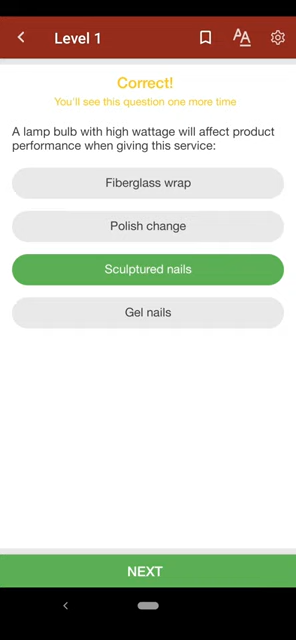 Level 1
AA
Correct!
You'll see this question one more time
A lamp bulb with high wattage will affect product
performance when giving this service:
Fiberglass wrap
Polish change
Sculptured nails
Gel nails
NEXT